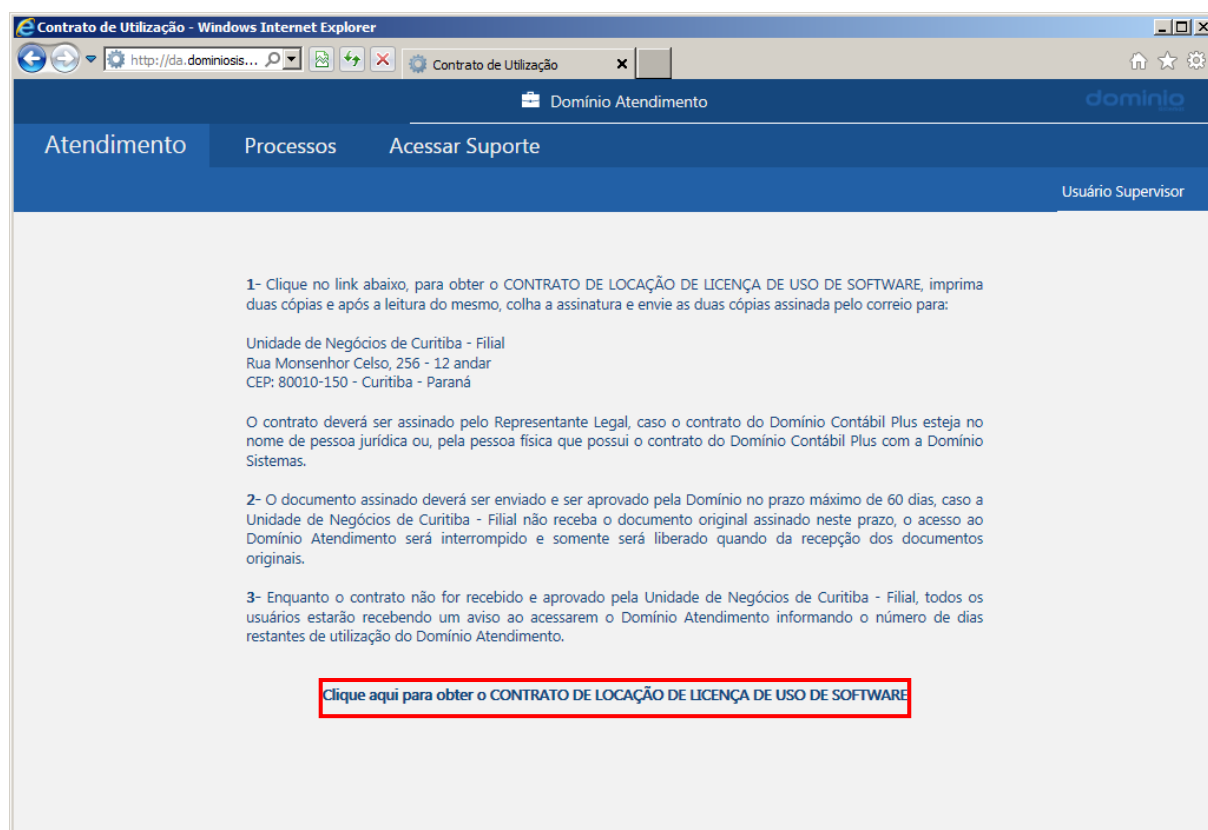 Contrato de Utilização - Windows Internet Explorer
http://da.dominiosis...
Contrato de Utilização
Domínio Atendimento
domínio
Atendimento Processos Acessar Suporte
Usuário Supervisor
1- Clique no link abaixo, para obter o CONTRATO DE LOCAÇÃO DE LICENÇA DE USO DE SOFTWARE, imprima
duas cópias e após a leitura do mesmo, colha a assinatura e envie as duas cópias assinada pelo correio para:
Unidade de Negócios de Curitiba - Filial
Rua Monsenhor Celso, 256 - 12 andar
CEP: 80010-150 - Curitiba - Paraná
O contrato deverá ser assinado pelo Representante Legal, caso o contrato do Domínio Contábil Plus esteja no
nome de pessoa jurídica ou, pela pessoa física que possui o contrato do Domínio Contábil Plus com a Domínio
Sistemas.
2- O documento assinado deverá ser enviado e ser aprovado pela Domínio no prazo máximo de 60 dias, caso a
Unidade de Negócios de Curitiba - Filial não receba o documento original assinado neste prazo, o acesso ao
Domínio Atendimento será interrompido e somente será liberado quando da recepção dos documentos
originais.
3- Enquanto o contrato não for recebido e aprovado pela Unidade de Negócios de Curitiba - Filial, todos os
usuários estarão recebendo um aviso ao acessarem o Domínio Atendimento informando o número de dias
restantes de utilização do Domínio Atendimento.
Clique aqui para obter o CONTRATO DE LOCAÇÃO DE LICENÇA DE USO DE SOFTWARE